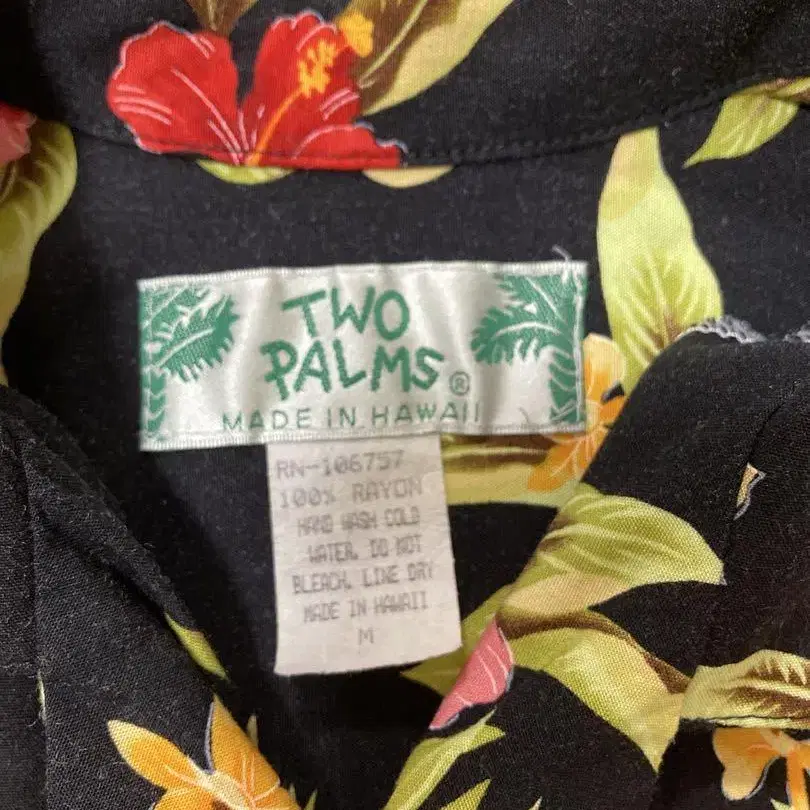 TWO
PALMS®
MADE IN HAWAII
RN-106757
100% RAYON
HAND WASH COLD
WATER. DO NOT
BLEACH. LINE DRY
MADE IN HAWAII
M